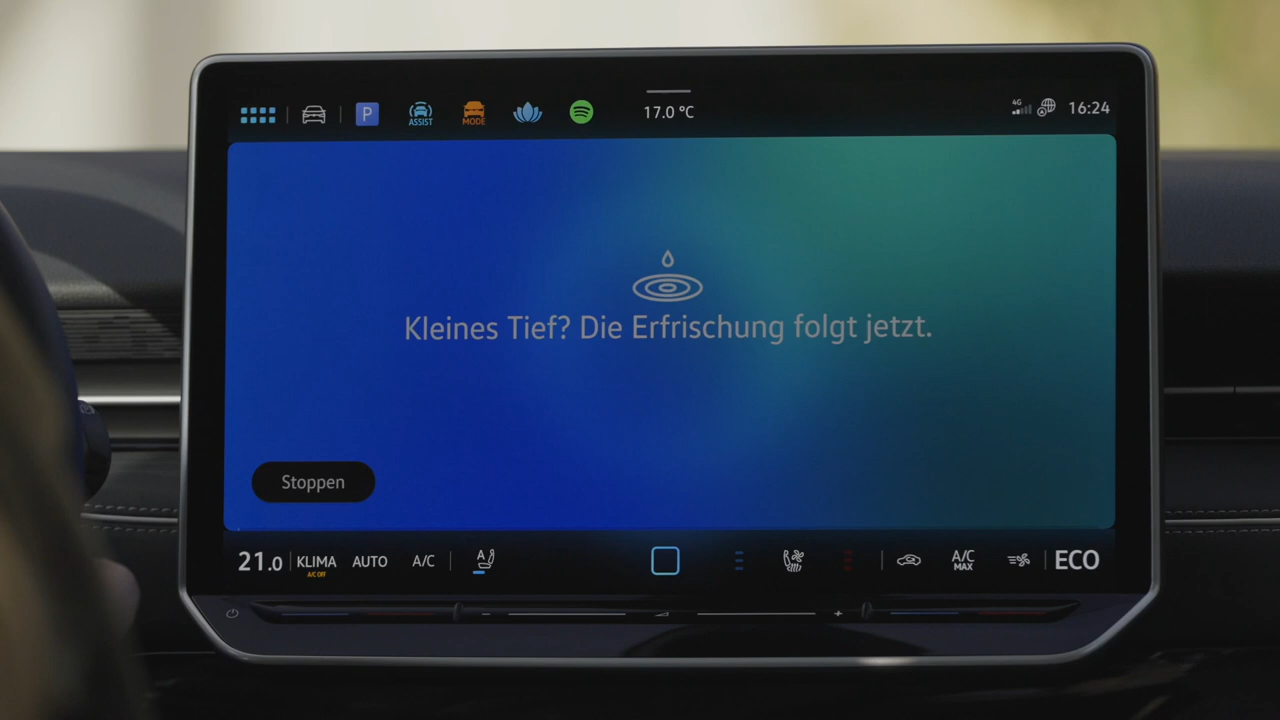 P ASSIST MODE 17.0 °C 4G 16:24
Kleines Tief? Die Erfrischung folgt jetzt.
Stoppen
21.0 KLIMA AUTO A/C A A/C ECO
A/C OFF MAX